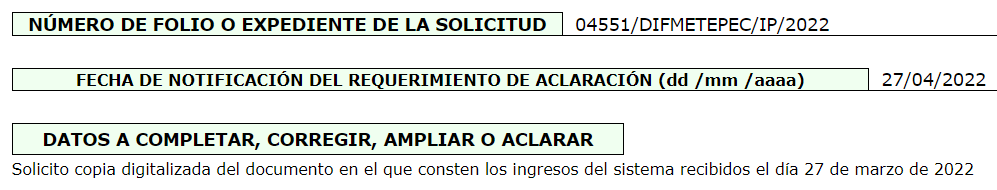 NÚMERO DE FOLIO O EXPEDIENTE DE LA SOLICITUD 04551/DIFMETEPEC/IP/2022
FECHA DE NOTIFICACIÓN DEL REQUERIMIENTO DE ACLARACIÓN (dd /mm /aaaa) 27/04/2022
DATOS A COMPLETAR, CORREGIR, AMPLIAR O ACLARAR
Solicito copia digitalizada del documento en el que consten los ingresos del sistema recibidos el día 27 de marzo de 2022